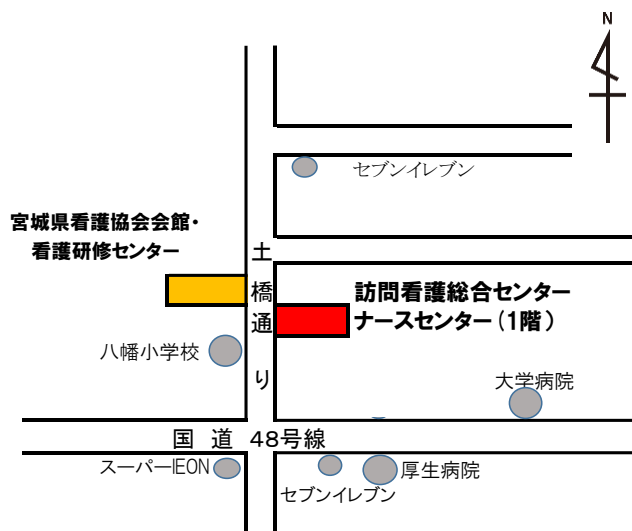 N
セブンイレブン
宮城県看護協会会館・
看護研修センター
土橋通り
訪問看護総合センター
ナースセンター(1階)
八幡小学校
大学病院
国道 48号線
スーパーIEON
厚生病院
セブンイレブン